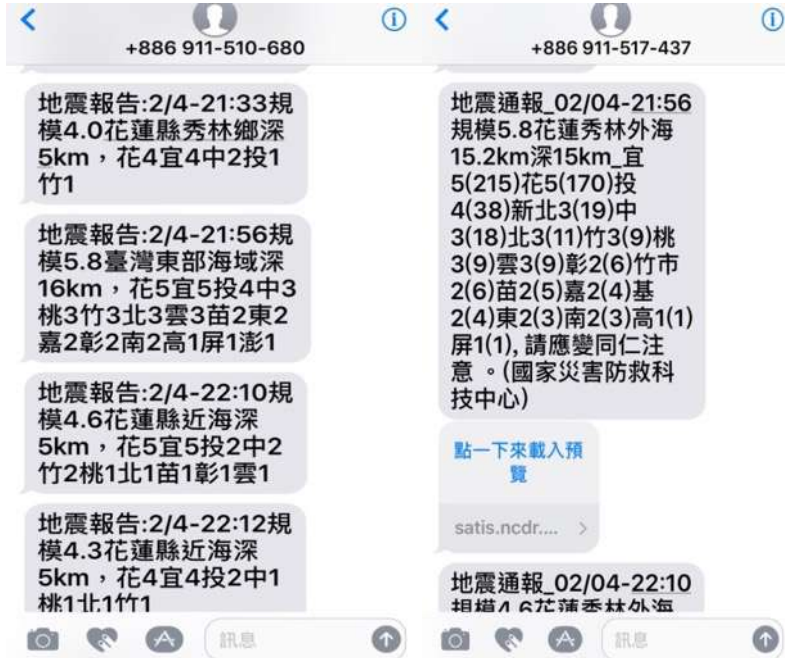 +886 911-510-680
地震報告:2/4-21:33規
模4.0花蓮縣秀林鄉深
5km,花4宜4中2投1
竹1
地震報告:2/4-21:56規
模5.8臺灣東部海域深
16km,花5宜5投4中3
桃3竹3北3雲3苗2東2
嘉2彰2南2高1屏1澎1
地震報告:2/4-22:10規
模4.6花蓮縣近海深
5km,花5宜5投2中2
竹2桃1北1苗1彰1雲1
地震報告:2/4-22:12規
模4.3花蓮縣近海深
5km,花4宜4投2中1
桃1北1竹1
訊息
+886 911-517-437
地震通報_02/04-21:56
規模5.8花蓮秀林外海
15.2km深15km_宜
5(215)花5(170)投
4(38)新北3(19)中
3(18)北3(11)竹3(9)桃
3(9)雲3(9)彰2(6)竹市
2(6)苗2(5)嘉2(4)基
2(4)東2(3)南2(3)高1(1)
屏1(1), 請應變同仁注
意 。(國家災害防救科
技中心)
點一下來載入預
覽
satis.ncdr....
地震通報_02/04-22:10
規模4.6花蓮秀林外海
訊息